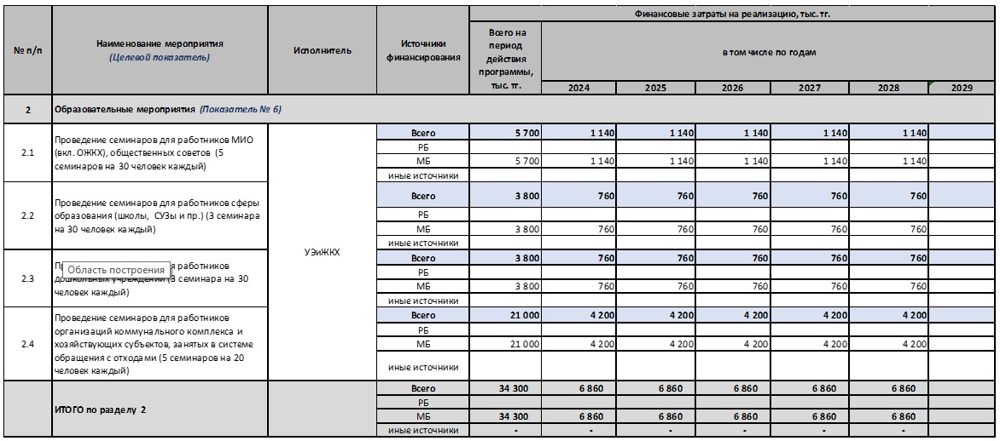 № п/п
Наименование мероприятия
(Целевой показатель)
Исполнитель
Источники
финансирования
Финансовые затраты на реализацию, тыс. тг.
Всего на
период
действия
программы,
тыс. тг.
в том числе по годам
2024 2025 2026 2027 2028 2029
2 Образовательные мероприятия (Показатель № 6)
2.1
Проведение семинаров для работников МИО
(вкл. ОЖКХ), общественных советов (5
семинаров на 30 человек каждый)
УЭиЖКХ
Всего 5 700 1 140 1 140 1 140 1 140 1 140
РБ
МБ 5 700 1 140 1 140 1 140 1 140 1 140
иные источники
2.2
Проведение семинаров для работников сферы
образования (школы, СУЗы и пр.) (3 семинара
на 30 человек каждый)
Всего 3 800 760 760 760 760 760
РБ
МБ 3 800 760 760 760 760 760
иные источники
2.3
работников
Область построения
дошкольных учреждений (3 семинара на 30
человек каждый)
Всего 3 800 760 760 760 760 760
РБ
МБ 3 800 760 760 760 760 760
иные источники
2.4
Проведение семинаров для работников
организаций коммунального комплекса и
хозяйствующих субъектов, занятых в системе
обращения с отходами (5 семинаров на 20
человек каждый)
Всего 21 000 4 200 4 200 4 200 4 200 4 200
РБ
МБ 21 000 4 200 4 200 4 200 4 200 4 200
иные источники
ИТОГО по разделу 2
Всего 34 300 6 860 6 860 6 860 6 860 6 860
РБ
МБ 34 300 6 860 6 860 6 860 6 860 6 860
иные источники - - - - - -